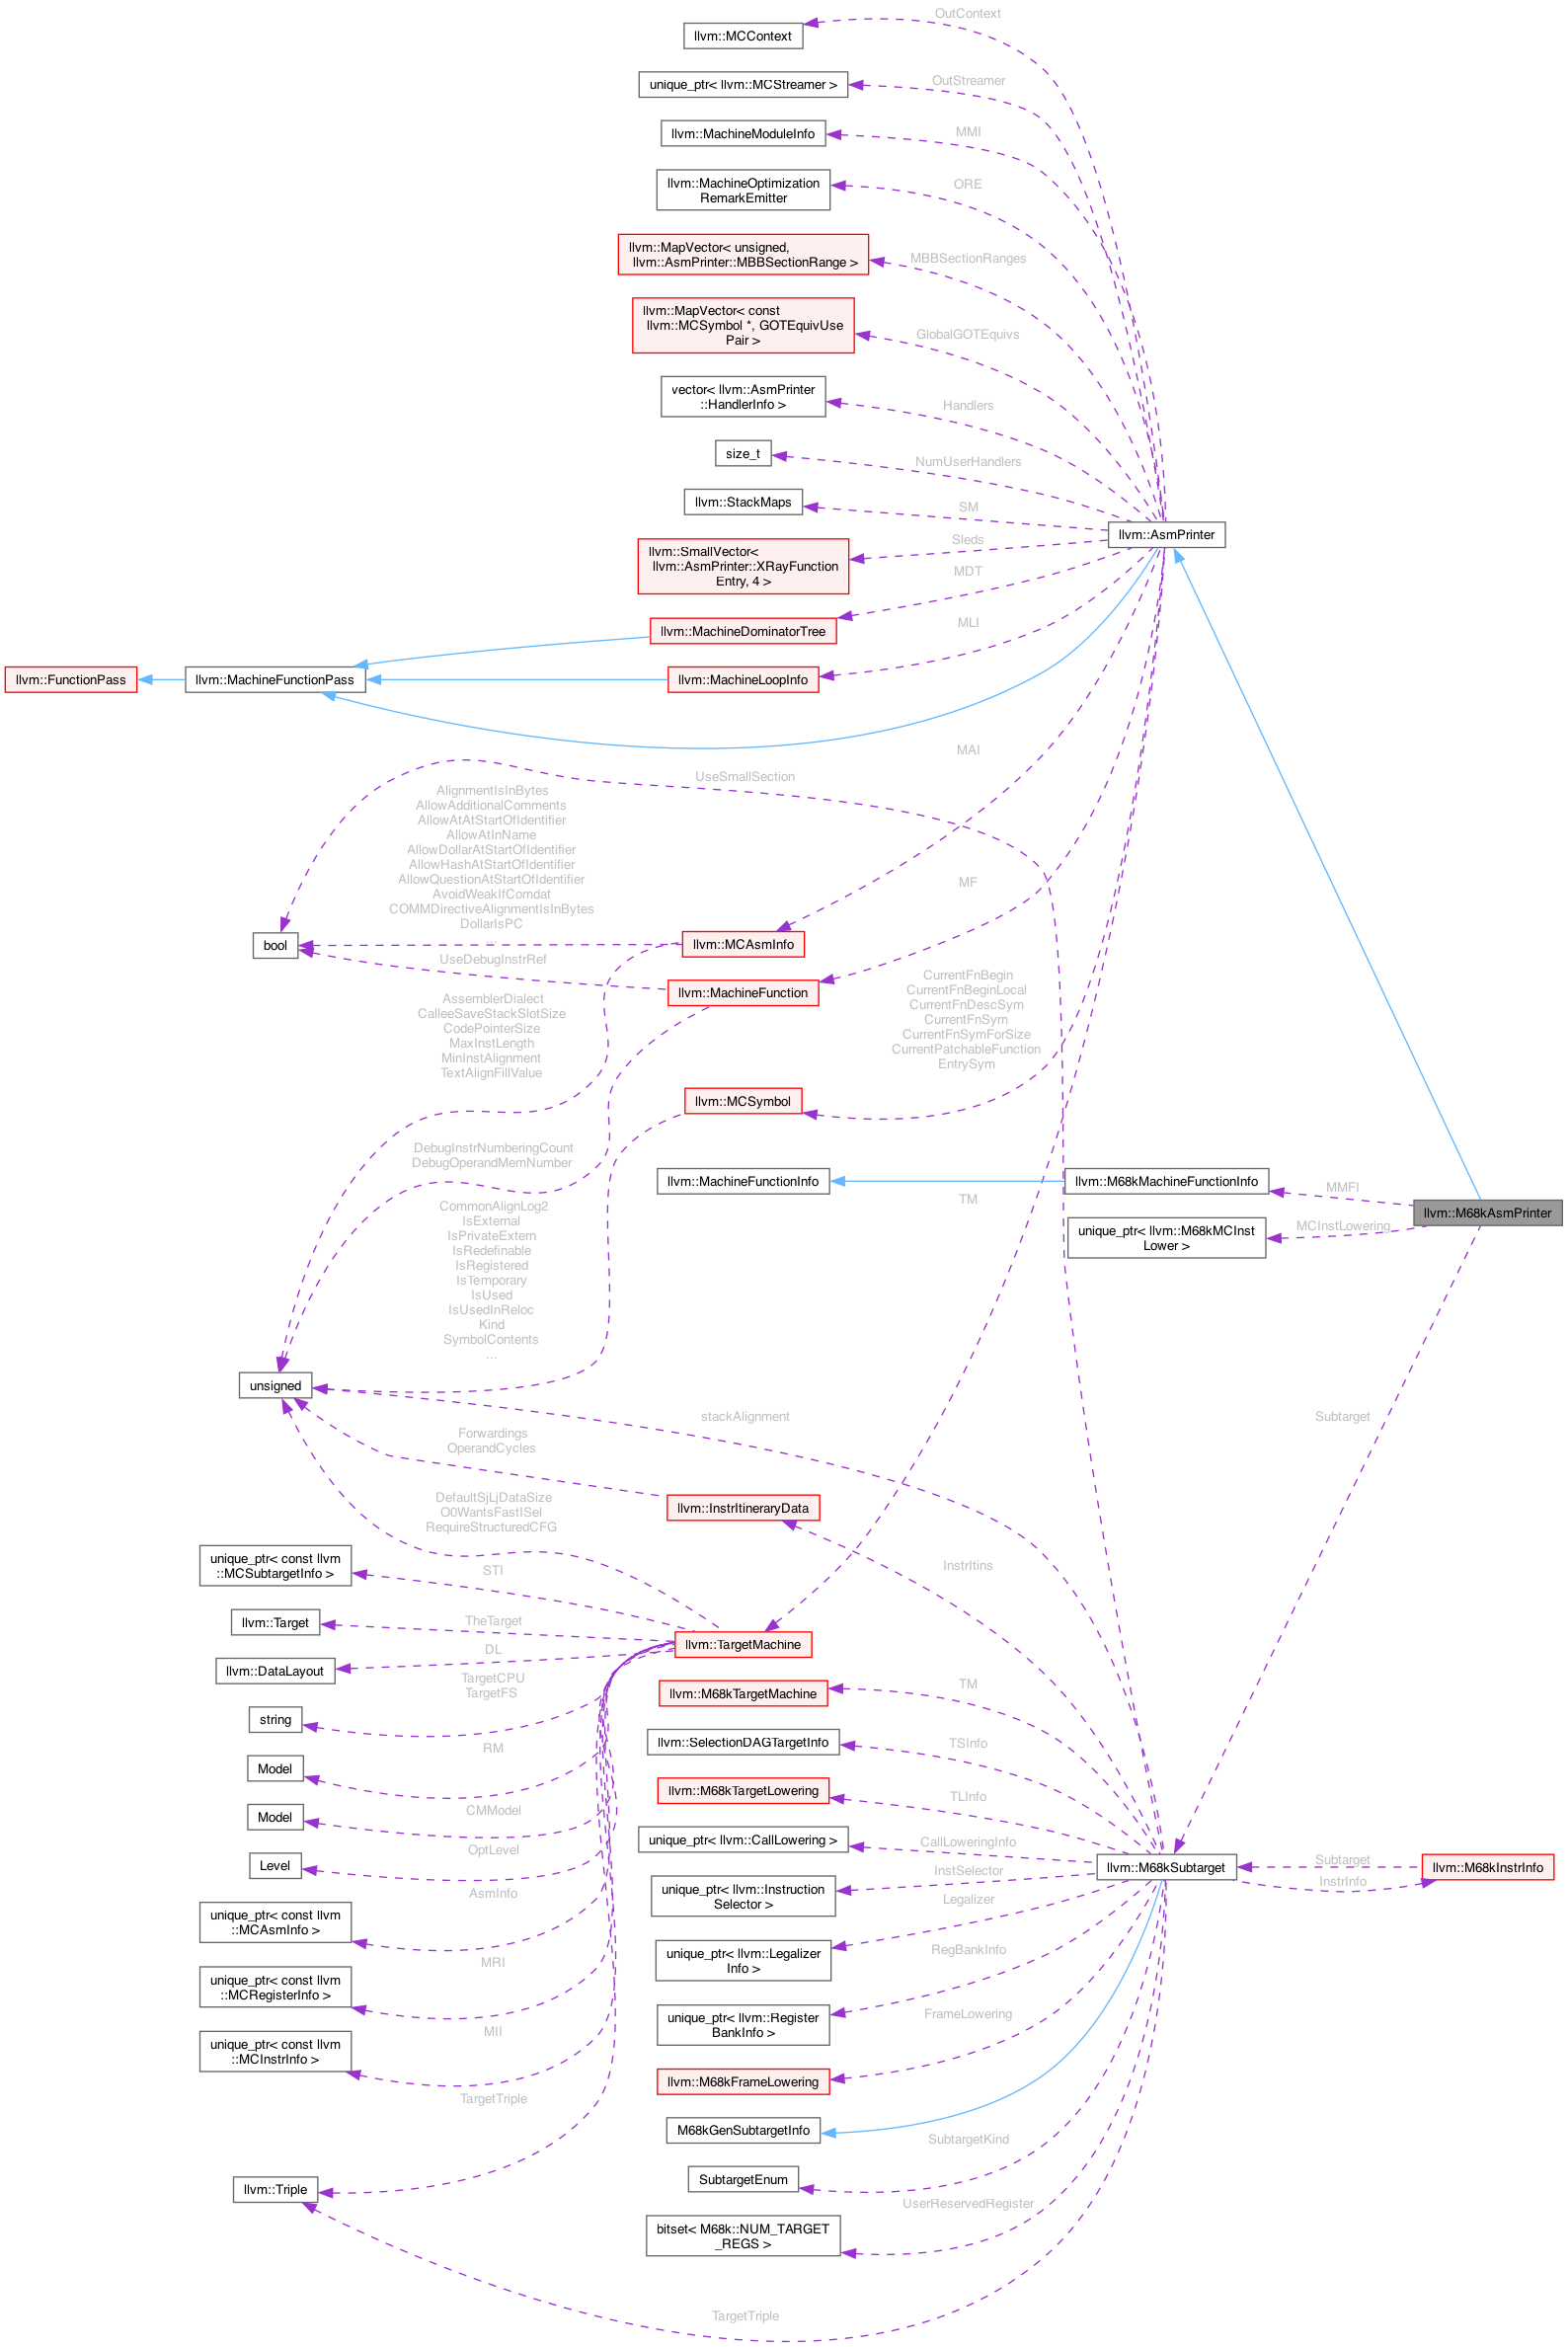 OutContext
llvm::MCContext
OutStreamer
unique_ptr< llvm::MCStreamer >
MMI
llvm::MachineModuleInfo
ORE
llvm::MachineOptimization
RemarkEmitter
MBBSectionRanges
llvm::MapVector< unsigned,
llvm::AsmPrinter::MBBSectionRange >
llvm::MapVector< const
llvm::MCSymbol *, GOTEquivUse
Pair >
GlobalGOTEquivs
vector< llvm::AsmPrinter
::HandlerInfo >
Handlers
size_t
NumUserHandlers
llvm::StackMaps
SM
llvm::AsmPrinter
Sleds
llvm::SmallVector<
llvm::AsmPrinter::XRayFunction
Entry, 4 >
MDT
llvm::MachineDominatorTree
MLI
llvm::FunctionPass
llvm::MachineFunctionPass
llvm::MachineLoopInfo
MAI
UseSmallSection
AlignmentIsInBytes
AllowAdditionalComments
AllowAtAtStartOfIdentifier
AllowAtInName
AllowDollarAtStartOfIdentifier
AllowHashAtStartOfIdentifier
AllowQuestionAtStartOfIdentifier
AvoidWeakIfComdat
COMMDirectiveAlignmentIsInBytes
DollarIsPC
...
MF
bool
llvm::MCAsmInfo
UseDebugInstrRef
llvm::MachineFunction
AssemblerDialect
CalleeSaveStackSlotSize
CodePointerSize
MaxInstLength
MinInstAlignment
TextAlignFillValue
CurrentFnBegin
CurrentFnBeginLocal
CurrentFnDescSym
CurrentFnSym
CurrentFnSymForSize
CurrentPatchableFunction
EntrySym
llvm::MCSymbol
DebugInstrNumberingCount
DebugOperandMemNumber
llvm::MachineFunctionInfo
llvm::M68kMachineFunctionInfo
MMFI
llvm::M68kAsmPrinter
TM
unique_ptr< llvm::M68kMCInst
Lower >
MCInstLowering
CommonAlignLog2
IsExternal
IsPrivateExtern
IsRedefinable
IsRegistered
IsTemporary
IsUsed
IsUsedInReloc
Kind
SymbolContents
...
unsigned
stackAlignment
Subtarget
Forwardings
OperandCycles
llvm::InstrItineraryData
DefaultSjLjDataSize
O0WantsFastISel
RequireStructuredCFG
InstrItins
unique_ptr< const llvm
::MCSubtargetInfo >
STI
llvm::Target
TheTarget
llvm::TargetMachine
DL
llvm::DataLayout
TargetCPU
TargetFS
llvm::M68kTargetMachine
TM
string
RM
llvm::SelectionDAGTargetInfo
TSInfo
Model
llvm::M68kTargetLowering
TLInfo
Model
CMModel
unique_ptr< llvm::CallLowering >
CallLoweringInfo
OptLevel
Level
llvm::M68kSubtarget
Subtarget
InstrInfo
llvm::M68kInstrInfo
InstSelector
unique_ptr< llvm::Instruction
Selector >
AsmInfo
Legalizer
unique_ptr< const llvm
::MCAsmInfo >
unique_ptr< llvm::Legalizer
Info >
RegBankInfo
MRI
unique_ptr< const llvm
::MCRegisterInfo >
unique_ptr< llvm::Register
BankInfo >
FrameLowering
MII
unique_ptr< const llvm
::MCInstrInfo >
llvm::M68kFrameLowering
TargetTriple
M68kGenSubtargetInfo
SubtargetKind
SubtargetEnum
llvm::Triple
UserReservedRegister
bitset< M68k::NUM_TARGET
_REGS >
TargetTriple